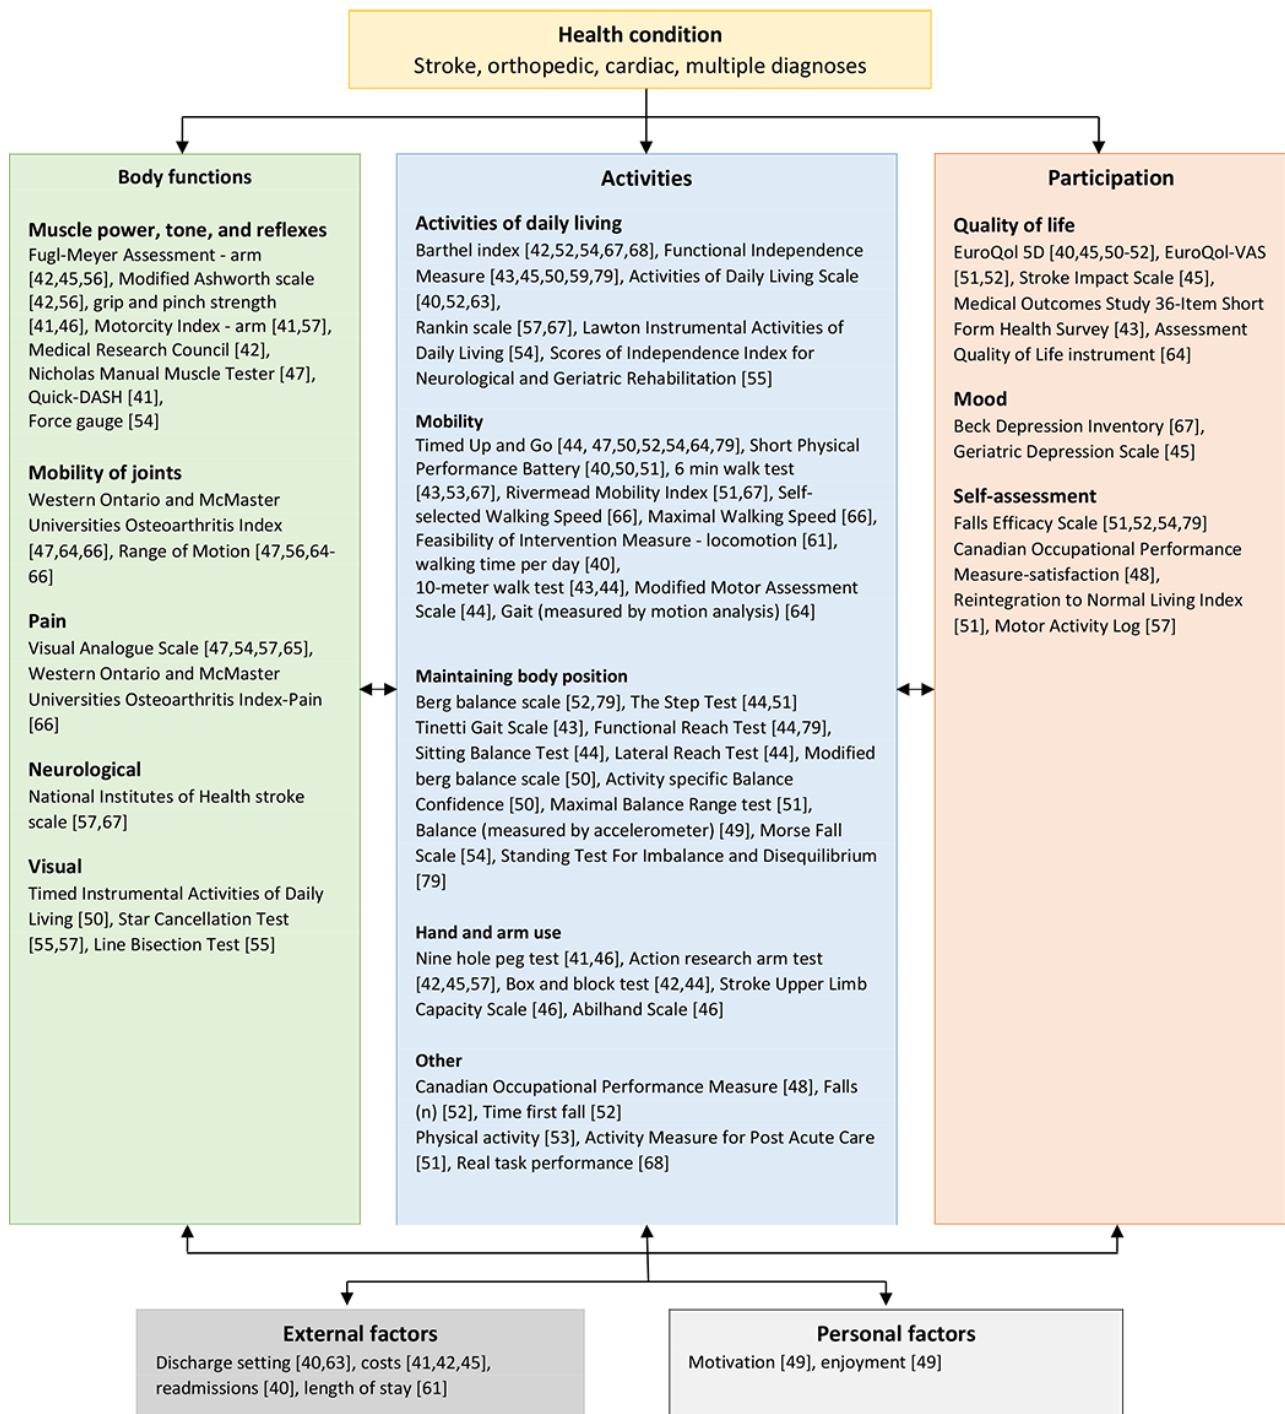 Health condition
Stroke, orthopedic, cardiac, multiple diagnoses
Body functions
Muscle power, tone, and reflexes
Fugl-Meyer Assessment - arm
[42,45,56], Modified Ashworth scale
[42,56], grip and pinch strength
[41,46], Motorcity Index - arm [41,57],
Medical Research Council [42],
Nicholas Manual Muscle Tester [47],
Quick-DASH [41],
Force gauge [54]
Mobility of joints
Western Ontario and McMaster
Universities Osteoarthritis Index
[47,64,66], Range of Motion [47,56,64-
66]
Pain
Visual Analogue Scale [47,54,57,65],
Western Ontario and McMaster
Universities Osteoarthritis Index-Pain
[66]
Neurological
National Institutes of Health stroke
scale [57,67]
Visual
Timed Instrumental Activities of Daily
Living [50], Star Cancellation Test
[55,57], Line Bisection Test [55]
Activities
Activities of daily living
Barthel index [42,52,54,67,68], Functional Independence
Measure [43,45,50,59,79], Activities of Daily Living Scale
[40,52,63],
Rankin scale [57,67], Lawton Instrumental Activities of
Daily Living [54], Scores of Independence Index for
Neurological and Geriatric Rehabilitation [55]
Mobility
Timed Up and Go [44, 47,50,52,54,64,79], Short Physical
Performance Battery [40,50,51], 6 min walk test
[43,53,67], Rivermead Mobility Index [51,67], Self-
selected Walking Speed [66], Maximal Walking Speed [66],
Feasibility of Intervention Measure - locomotion [61],
walking time per day [40],
10-meter walk test [43,44], Modified Motor Assessment
Scale [44], Gait (measured by motion analysis) [64]
Maintaining body position
Berg balance scale [52,79], The Step Test [44,51]
Tinetti Gait Scale [43], Functional Reach Test [44,79],
Sitting Balance Test [44], Lateral Reach Test [44], Modified
berg balance scale [50], Activity specific Balance
Confidence [50], Maximal Balance Range test [51],
Balance (measured by accelerometer) [49], Morse Fall
Scale [54], Standing Test For Imbalance and Disequilibrium
[79]
Hand and arm use
Nine hole peg test [41,46], Action research arm test
[42,45,57], Box and block test [42,44], Stroke Upper Limb
Capacity Scale [46], Abilhand Scale [46]
Other
Canadian Occupational Performance Measure [48], Falls
(n) [52], Time first fall [52]
Physical activity [53], Activity Measure for Post Acute Care
[51], Real task performance [68]
Participation
Quality of life
EuroQol 5D [40,45,50-52], EuroQol-VAS
[51,52], Stroke Impact Scale [45],
Medical Outcomes Study 36-Item Short
Form Health Survey [43], Assessment
Quality of Life instrument [64]
Mood
Beck Depression Inventory [67],
Geriatric Depression Scale [45]
Self-assessment
Falls Efficacy Scale [51,52,54,79]
Canadian Occupational Performance
Measure-satisfaction [48],
Reintegration to Normal Living Index
[51], Motor Activity Log [57]
External factors
Discharge setting [40,63], costs [41,42,45],
readmissions [40], length of stay [61]
Personal factors
Motivation [49], enjoyment [49]